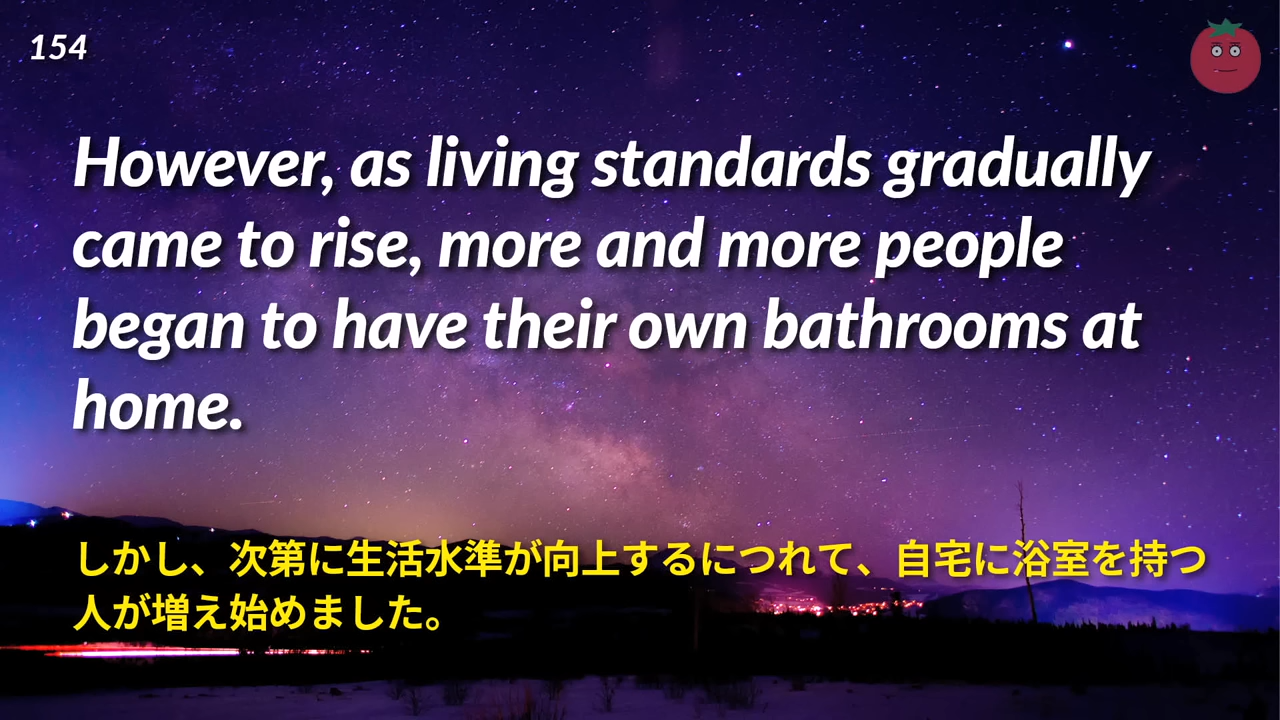 154
However, as living standards gradually
came to rise, more and more people
began to have their own bathrooms at
home.
しかし、次第に生活水準が向上するにつれて、自宅に浴室を持つ
人が増え始めました。